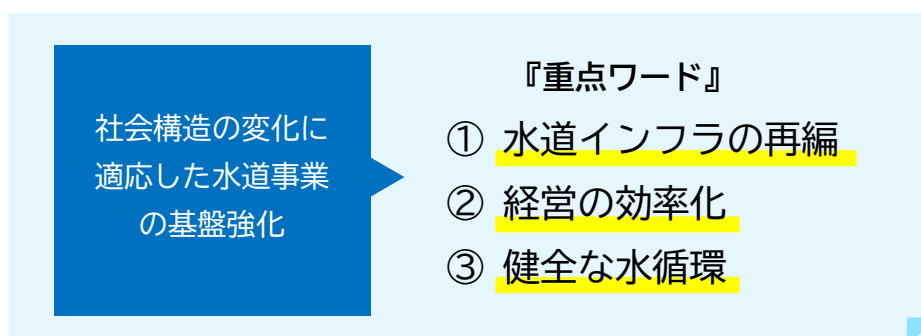 社会構造の変化に
適応した水道事業
の基盤強化
『重点ワード』
① 水道インフラの再編
② 経営の効率化
③ 健全な水循環